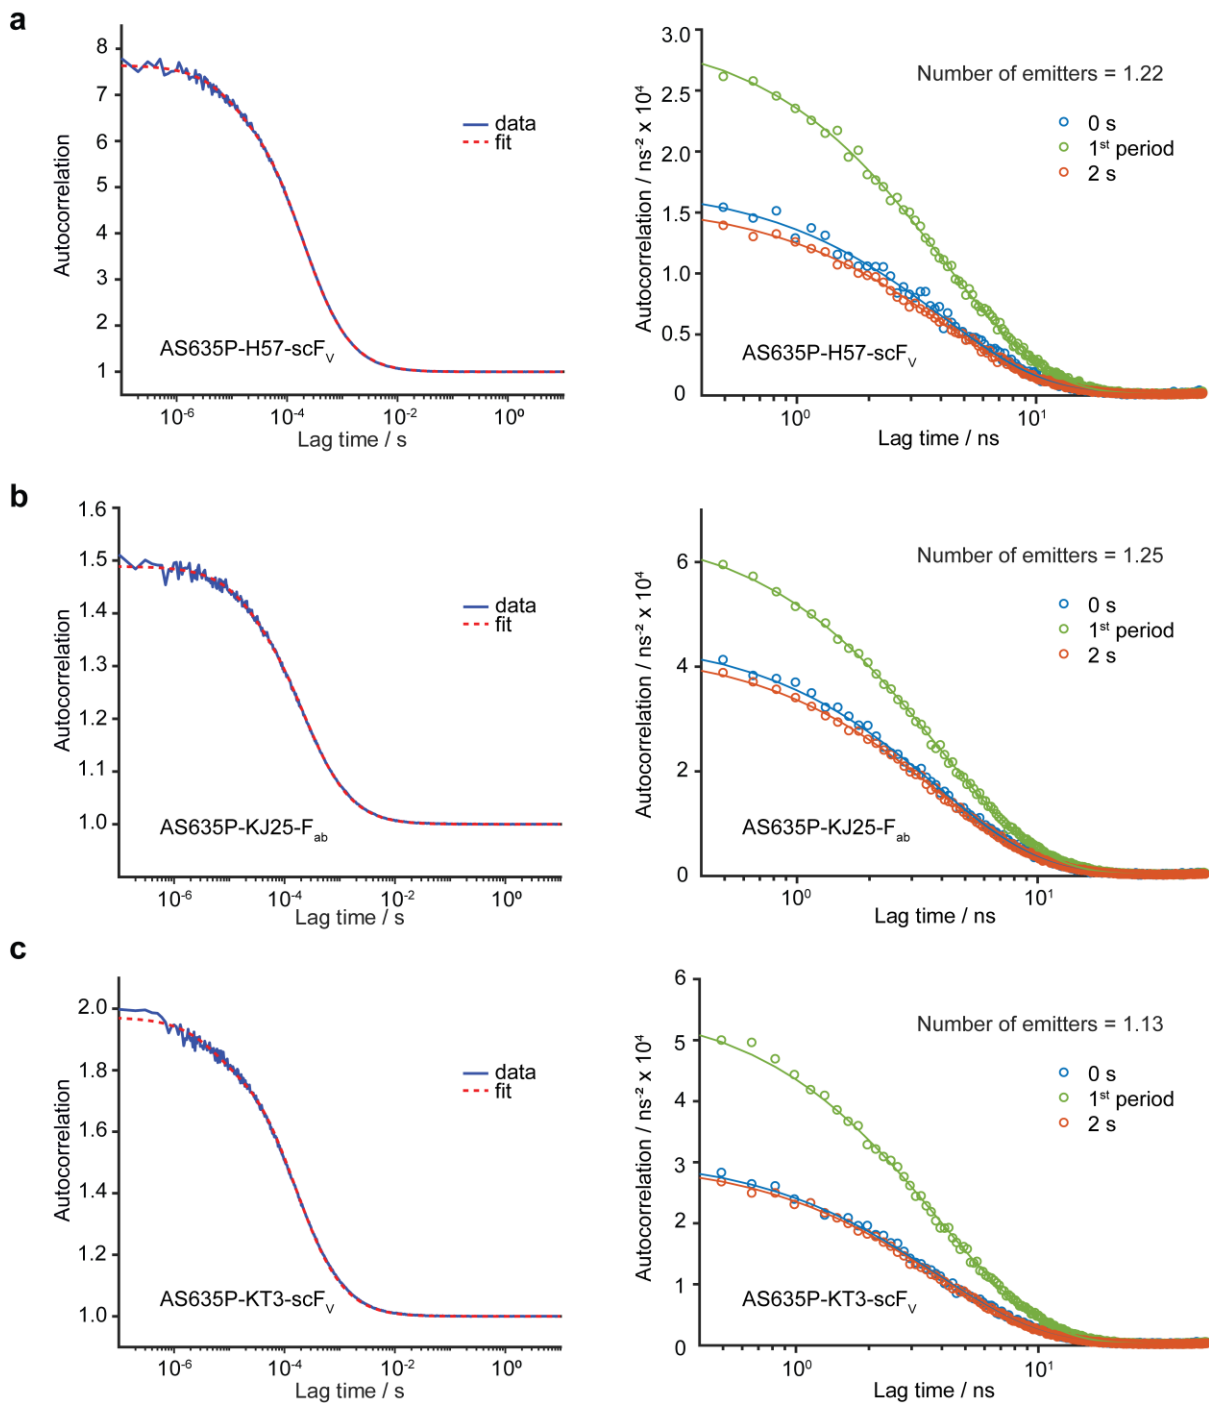 a
8
7
6
5
4
3
2
1
Autocorrelation
data
fit
AS635P-H57-scFV
10-6 10-4 10-2 100
Lag time / s
3.0
2.5
2.0
1.5
1.0
0.5
0
Autocorrelation / ns-2 x 104
Number of emitters = 1.22
0 s
1st period
2 s
AS635P-H57-scFV
100 101
Lag time / ns
b
1.6
1.5
1.4
1.3
1.2
1.1
1.0
Autocorrelation
data
fit
AS635P-KJ25-Fab
10-6 10-4 10-2 100
Lag time / s
6
4
2
0
Autocorrelation / ns-2 x 104
Number of emitters = 1.25
0 s
1st period
2 s
AS635P-KJ25-Fab
100 101
Lag time / ns
c
2.0
1.8
1.6
1.4
1.2
1.0
Autocorrelation
data
fit
AS635P-KT3-scFV
10-6 10-4 10-2 100
Lag time / s
6
5
4
3
2
1
0
Autocorrelation / ns-2 x 104
Number of emitters = 1.13
0 s
1st period
2 s
AS635P-KT3-scFV
100 101
Lag time / ns